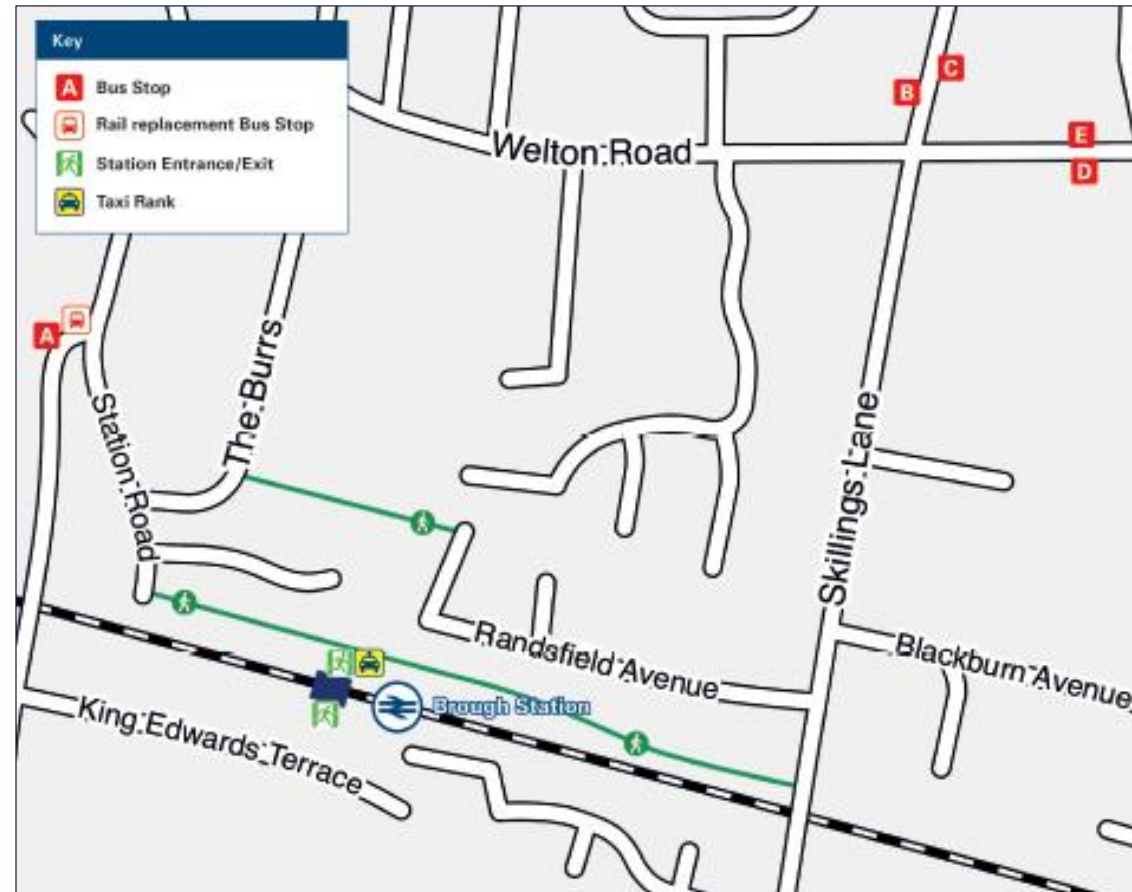 Key
A Bus Stop
Rail replacement Bus Stop
Station Entrance/Exit
Taxi Rank
C
B
Welton Road
E
D
A
The Burrs
Station Road
Skillings Lane
Randsfield Avenue
Blackburn Avenue
Brough Station
King Edwards Terrace